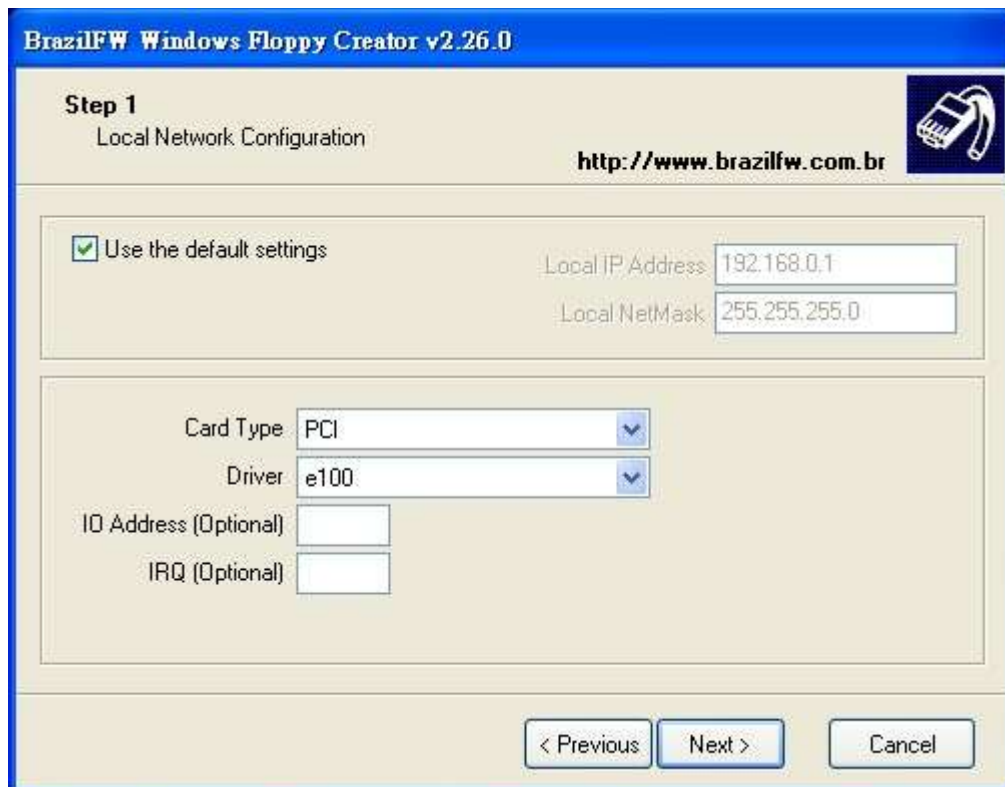 BrazilFW Windows Floppy Creator v2.26.0
Step 1
Local Network Configuration
http://www.brazilfw.com.br
Use the default settings
Local IP Address 192.168.0.1
Local NetMask 255.255.255.0
Card Type PCI
Driver e100
IO Address (Optional)
IRQ (Optional)
< Previous Next > Cancel